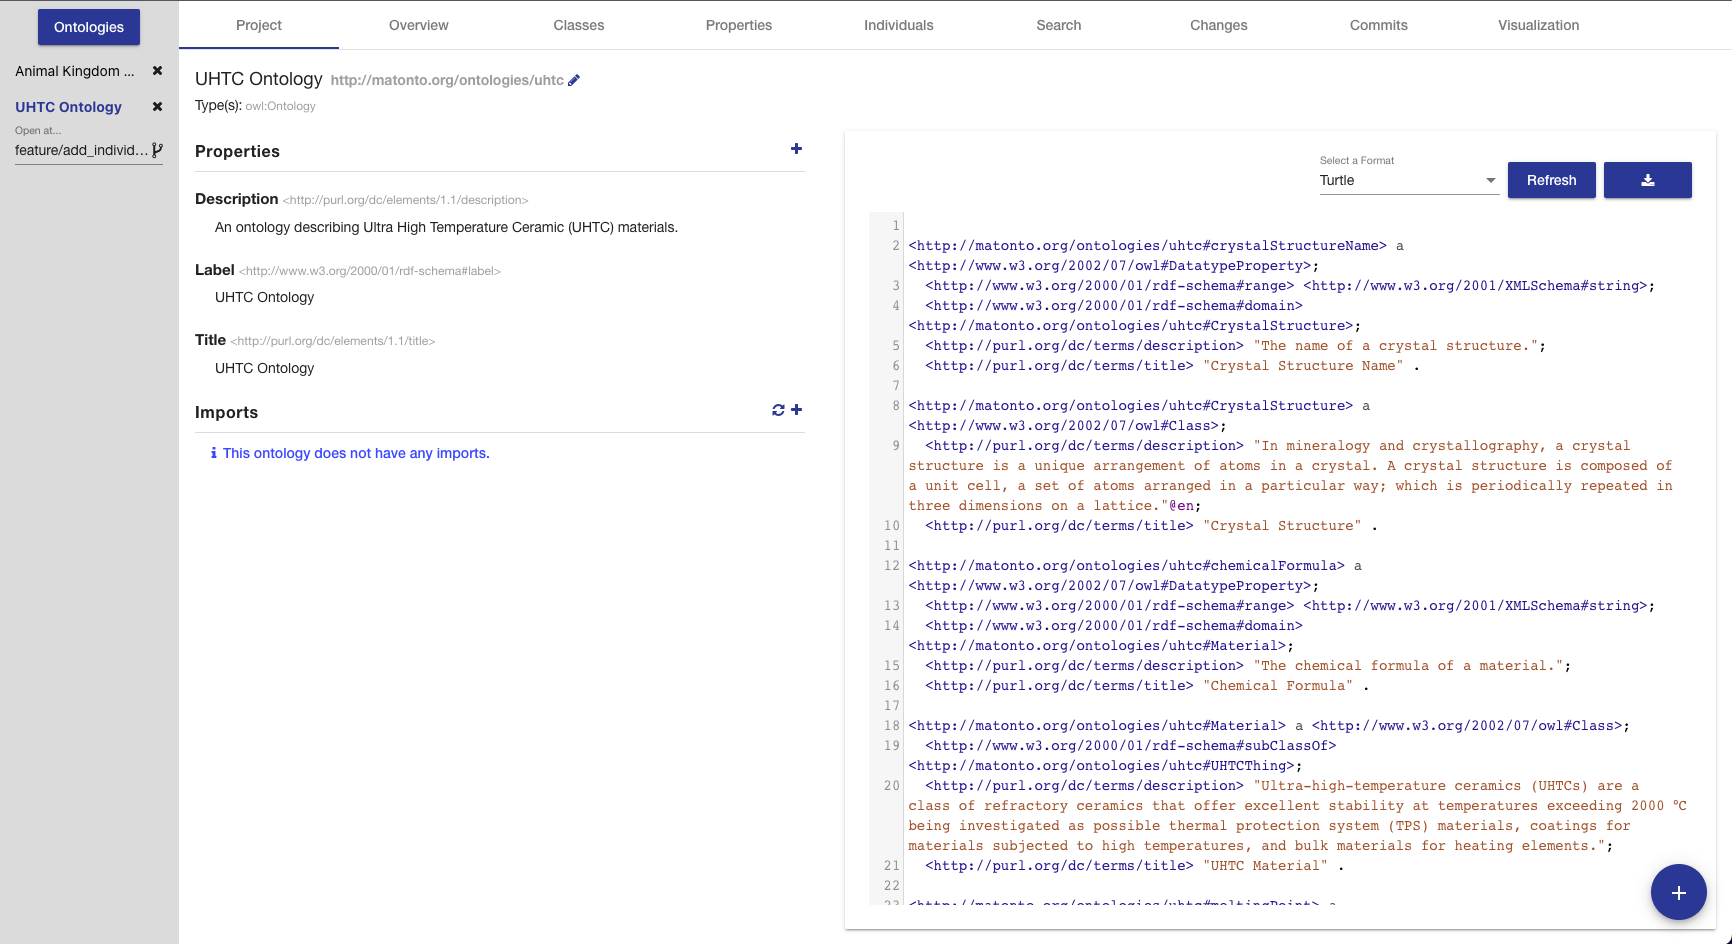 Ontologies
Animal Kingdom ...
UHTC Ontology
Open at...
feature/add_individ...
Project Overview Classes Properties Individuals Search Changes Commits Visualization
UHTC Ontology http://matonto.org/ontologies/uhtc
Type(s): owl:Ontology
Properties
Description <http://purl.org/dc/elements/1.1/description>
An ontology describing Ultra High Temperature Ceramic (UHTC) materials.
Label <http://www.w3.org/2000/01/rdf-schema#label>
UHTC Ontology
Title <http://purl.org/dc/elements/1.1/title>
UHTC Ontology
Imports
This ontology does not have any imports.
Select a Format
Turtle
Refresh
1
2 <http://matonto.org/ontologies/uhtc#crystalStructureName> a
<http://www.w3.org/2002/07/owl#DatatypeProperty>;
3 <http://www.w3.org/2000/01/rdf-schema#range> <http://www.w3.org/2001/XMLSchema#string>;
4 <http://www.w3.org/2000/01/rdf-schema#domain>
<http://matonto.org/ontologies/uhtc#CrystalStructure>;
5 <http://purl.org/dc/terms/description> "The name of a crystal structure.";
6 <http://purl.org/dc/terms/title> "Crystal Structure Name" .
7
8 <http://matonto.org/ontologies/uhtc#CrystalStructure> a
<http://www.w3.org/2002/07/owl#Class>;
9 <http://purl.org/dc/terms/description> "In mineralogy and crystallography, a crystal
structure is a unique arrangement of atoms in a crystal. A crystal structure is composed of
a unit cell, a set of atoms arranged in a particular way; which is periodically repeated in
three dimensions on a lattice."@en;
10 <http://purl.org/dc/terms/title> "Crystal Structure" .
11
12 <http://matonto.org/ontologies/uhtc#chemicalFormula> a
<http://www.w3.org/2002/07/owl#DatatypeProperty>;
13 <http://www.w3.org/2000/01/rdf-schema#range> <http://www.w3.org/2001/XMLSchema#string>;
14 <http://www.w3.org/2000/01/rdf-schema#domain>
<http://matonto.org/ontologies/uhtc#Material>;
15 <http://purl.org/dc/terms/description> "The chemical formula of a material.";
16 <http://purl.org/dc/terms/title> "Chemical Formula" .
17
18 <http://matonto.org/ontologies/uhtc#Material> a <http://www.w3.org/2002/07/owl#Class>;
19 <http://www.w3.org/2000/01/rdf-schema#subClassOf>
<http://matonto.org/ontologies/uhtc#UHTCThing>;
20 <http://purl.org/dc/terms/description> "Ultra-high-temperature ceramics (UHTCs) are a
class of refractory ceramics that offer excellent stability at temperatures exceeding 2000 °C
being investigated as possible thermal protection system (TPS) materials, coatings for
materials subjected to high temperatures, and bulk materials for heating elements.";
21 <http://purl.org/dc/terms/title> "UHTC Material" .
22
23 <http://matonto.org/ontologies/uhtc#meltingPoint> a